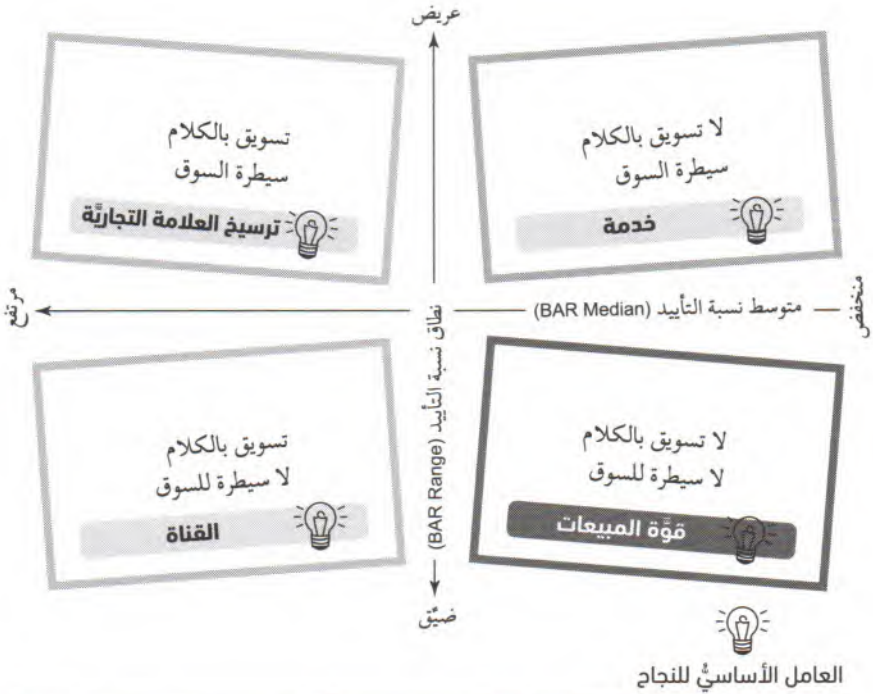 عريض
لا تسويق بالكلام
سيطرة السوق
خدمة
تسويق بالكلام
سيطرة السوق
ترسيخ العلامة التجاريَّة
منخفض
متوسط نسبة التأييد (BAR Median)
مرتفع
نطاق نسبة التأييد (BAR Range)
لا تسويق بالكلام
لا سيطرة للسوق
قوَّة المبيعات
تسويق بالكلام
لا سيطرة للسوق
القناة
ضيِّق
العامل الأساسيُّ للنجاح